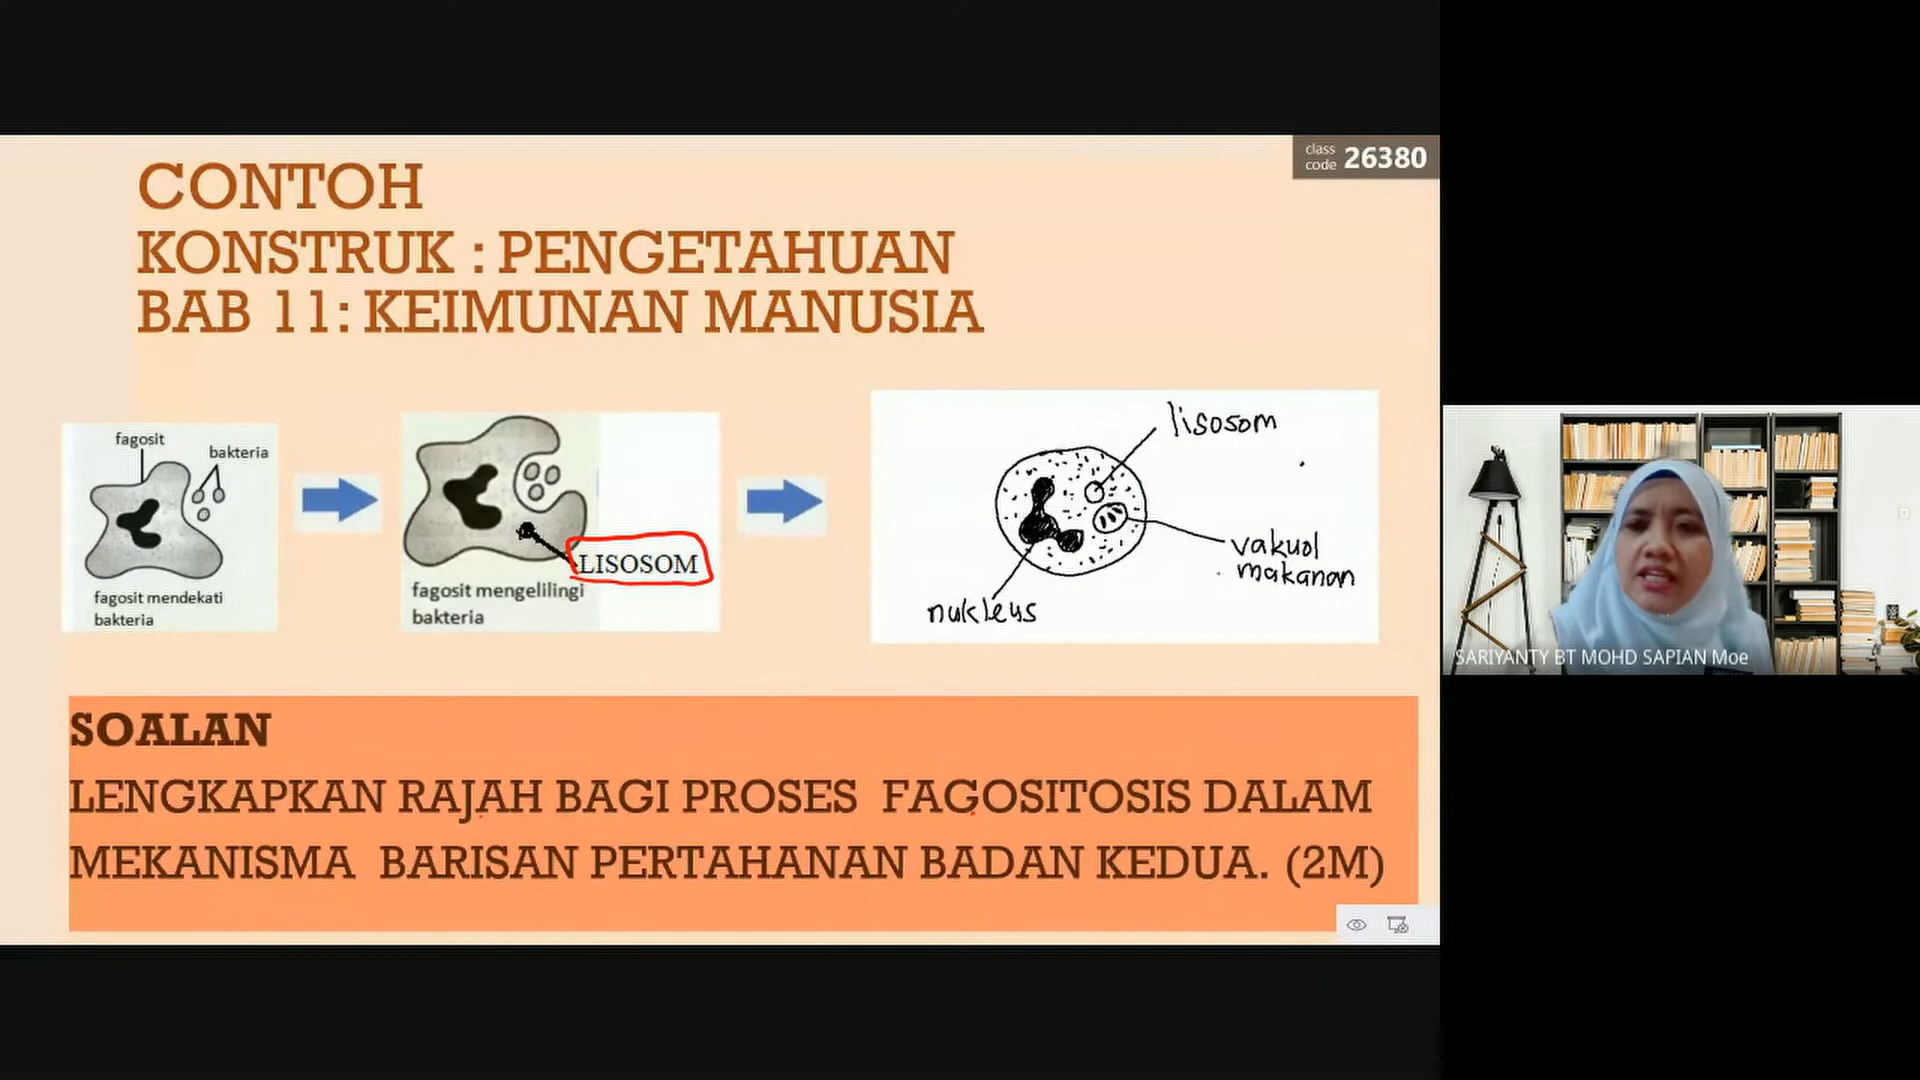 class
code 26380
CONTOH
KONSTRUK : PENGETAHUAN
BAB 11: KEIMUNAN MANUSIA
fagosit
bakteria
fagosit mendekati
bakteria
LISOSOM
fagosit mengelilingi
bakteria
lisosom
vakuol
makanan
nukleus
SOALAN
LENGKAPKAN RAJAH BAGI PROSES FAGOSITOSIS DALAM
MEKANISMA BARISAN PERTAHANAN BADAN KEDUA. (2M)
SARIYANTY BT MOHD SAPIAN Moe